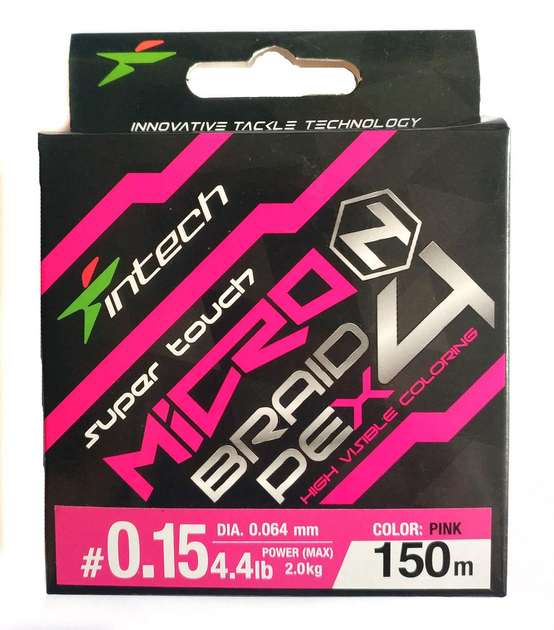 INNOVATIVE TACKLE TECHNOLOGY
intech
super touch
MICRO
BRAID
PEX
Z
4
HIGH VISIBLE COLORING
#0.15
DIA. 0.064 mm
POWER (MAX)
4.4lb 2.0kg
COLOR: PINK
150m